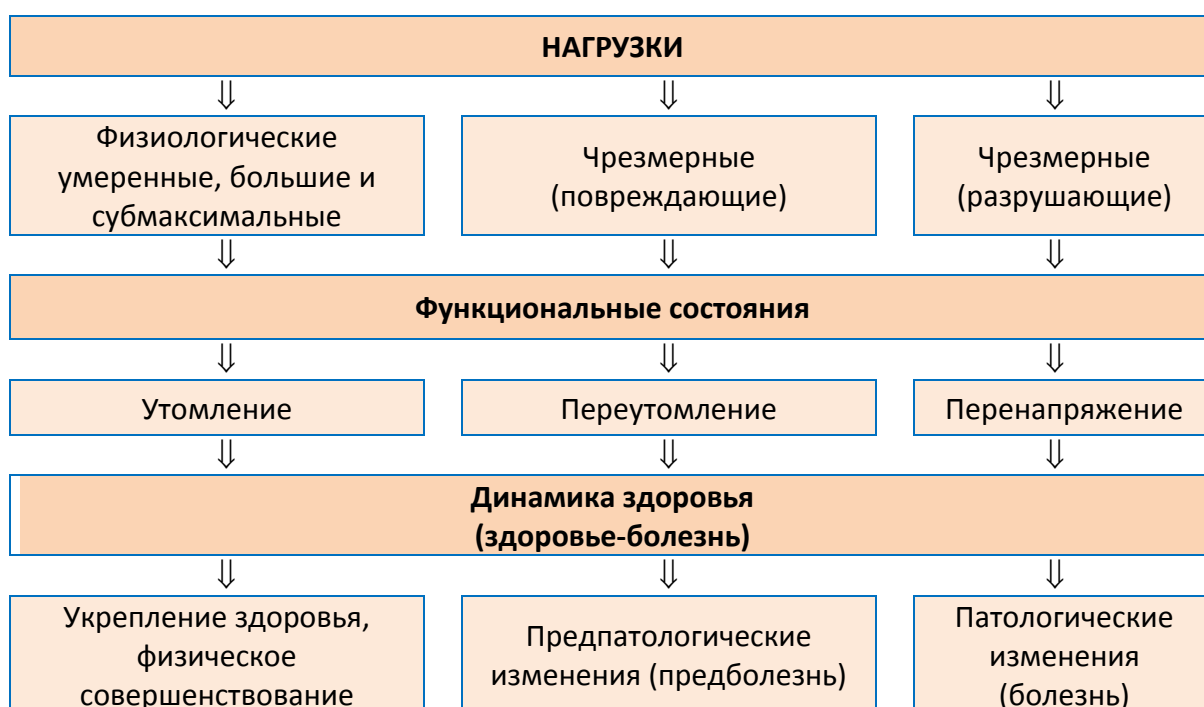 НАГРУЗКИ
⇓ ⇓ ⇓
Физиологические
умеренные, большие и
субмаксимальные
Чрезмерные
(повреждающие)
Чрезмерные
(разрушающие)
⇓ ⇓ ⇓
Функциональные состояния
⇓ ⇓ ⇓
Утомление
Переутомление
Перенапряжение
⇓ ⇓ ⇓
Динамика здоровья
(здоровье-болезнь)
⇓ ⇓ ⇓
Укрепление здоровья,
физическое
совершенствование
Предпатологические
изменения (предболезнь)
Патологические
изменения
(болезнь)